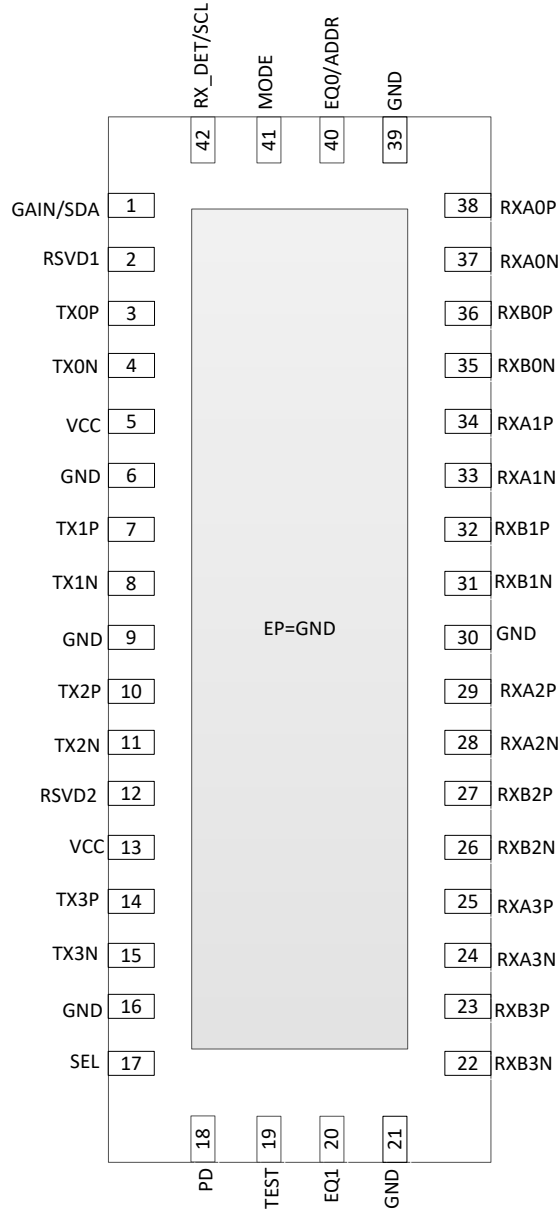 RX_DET/SCL MODE EQ0/ADDR GND
42 41 40 39
GAIN/SDA 1 38 RXA0P
RSVD1 2 37 RXA0N
TX0P 3 36 RXB0P
TX0N 4 35 RXB0N
VCC 5 34 RXA1P
GND 6 33 RXA1N
TX1P 7 32 RXB1P
TX1N 8 31 RXB1N
EP=GND
GND 9 30 GND
TX2P 10 29 RXA2P
TX2N 11 28 RXA2N
RSVD2 12 27 RXB2P
VCC 13 26 RXB2N
TX3P 14 25 RXA3P
TX3N 15 24 RXA3N
GND 16 23 RXB3P
SEL 17 22 RXB3N
18 19 20 21
PD TEST EQ1 GND